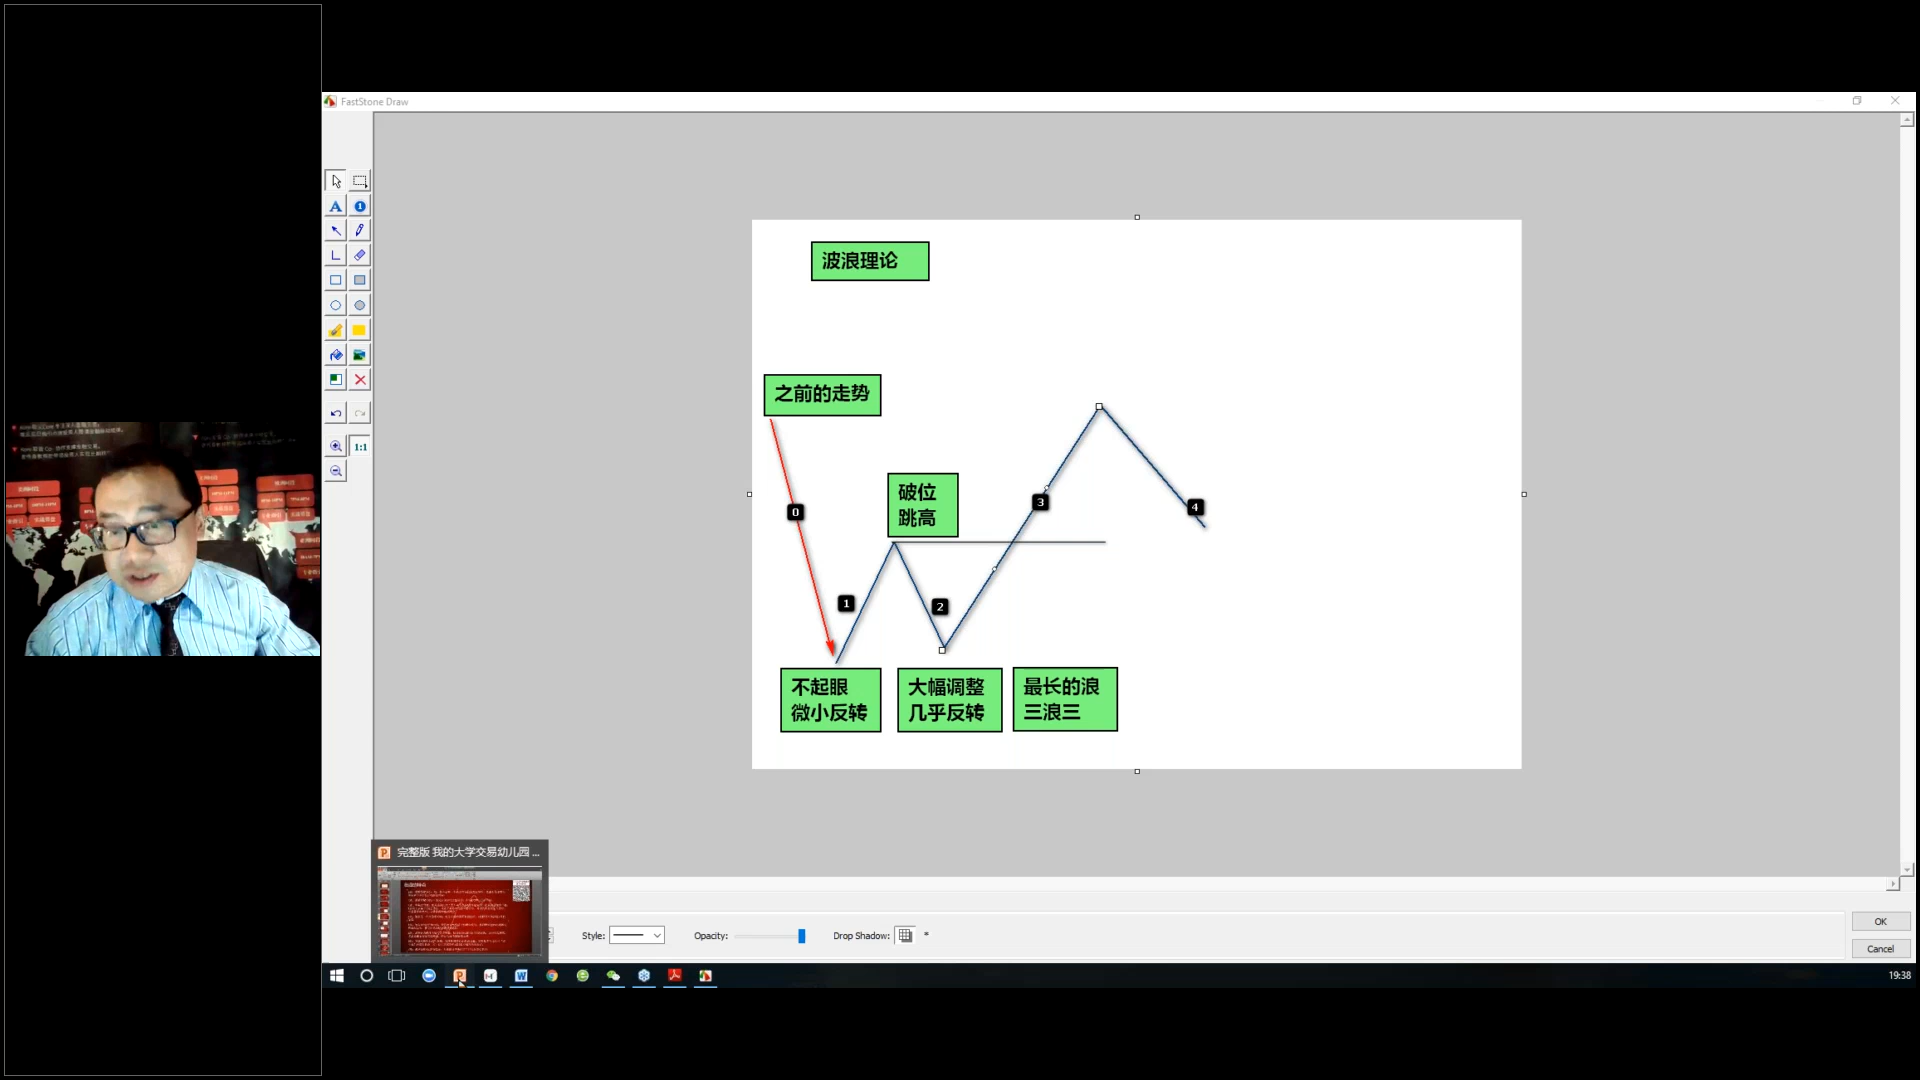 FastStone Draw
波浪理论
之前的走势
破位
跳高
0
1
2
3
4
不起眼
微小反转
大幅调整
几乎反转
最长的浪
三浪三
1:1
完整版 我的大学交易幼儿园 ...
Style:
Opacity:
Drop Shadow:
*
OK
Cancel
19:38